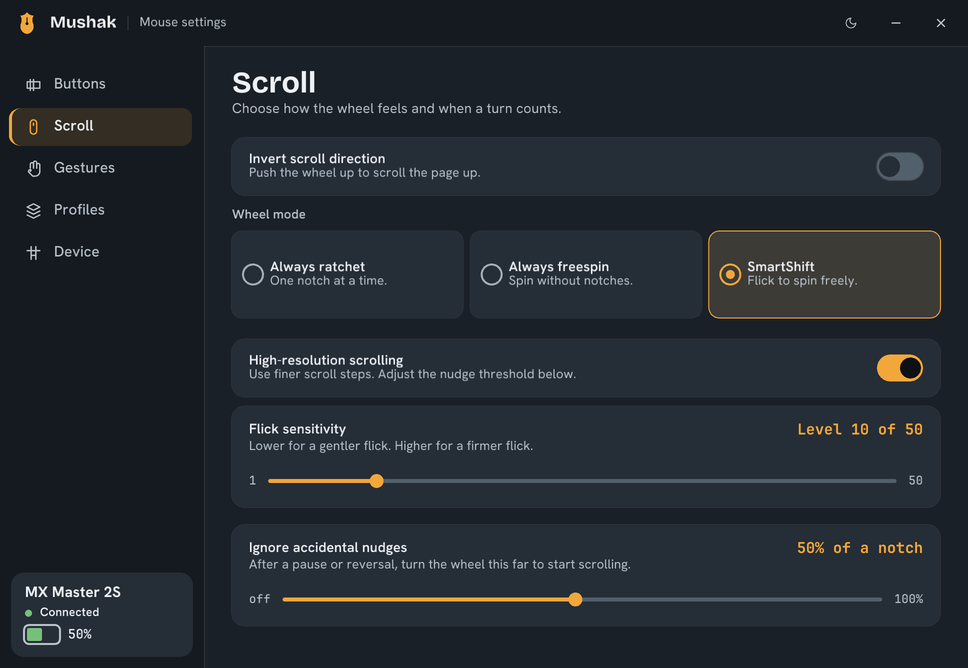 Mushak
Mouse settings
Buttons
Scroll
Gestures
Profiles
Device
MX Master 2S
Connected
50%
Scroll
Choose how the wheel feels and when a turn counts.
Invert scroll direction
Push the wheel up to scroll the page up.
Wheel mode
Always ratchet
One notch at a time.
Always freespin
Spin without notches.
SmartShift
Flick to spin freely.
High-resolution scrolling
Use finer scroll steps. Adjust the nudge threshold below.
Flick sensitivity
Level 10 of 50
Lower for a gentler flick. Higher for a firmer flick.
1
50
Ignore accidental nudges
50% of a notch
After a pause or reversal, turn the wheel this far to start scrolling.
off
100%